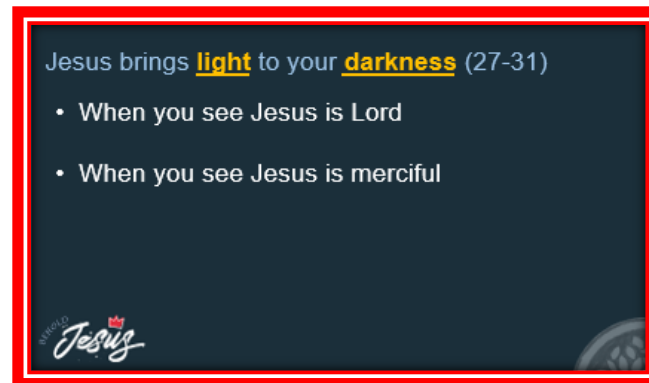 Jesus brings light to your darkness (27-31)
• When you see Jesus is Lord
• When you see Jesus is merciful
BEHOLD
Jesus